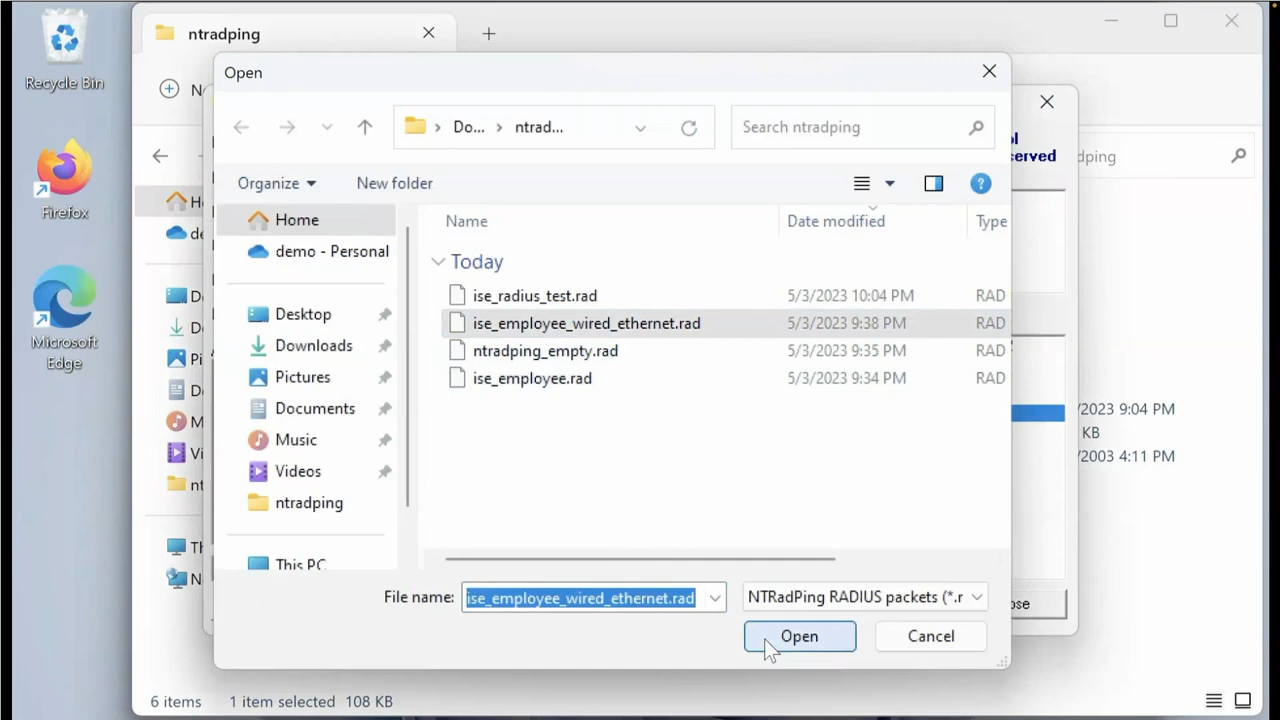 Recycle Bin
Firefox
Microsoft
Edge
ntradping
Open
ol
served
Do... > ntrad...
Search ntradping
dping
Organize
New folder
Home
demo - Personal
Desktop
Downloads
Pictures
Documents
Music
Videos
ntradping
This PC
Name Date modified Type
Today
ise_radius_test.rad 5/3/2023 10:04 PM RAD
ise_employee_wired_ethernet.rad 5/3/2023 9:38 PM RAD
ntradping_empty.rad 5/3/2023 9:35 PM RAD
ise_employee.rad 5/3/2023 9:34 PM RAD
/2023 9:04 PM
KB
/2003 4:11 PM
File name: ise_employee_wired_ethernet.rad
NTRadPing RADIUS packets (*.r
Open
Cancel
ose
6 items 1 item selected 108 KB